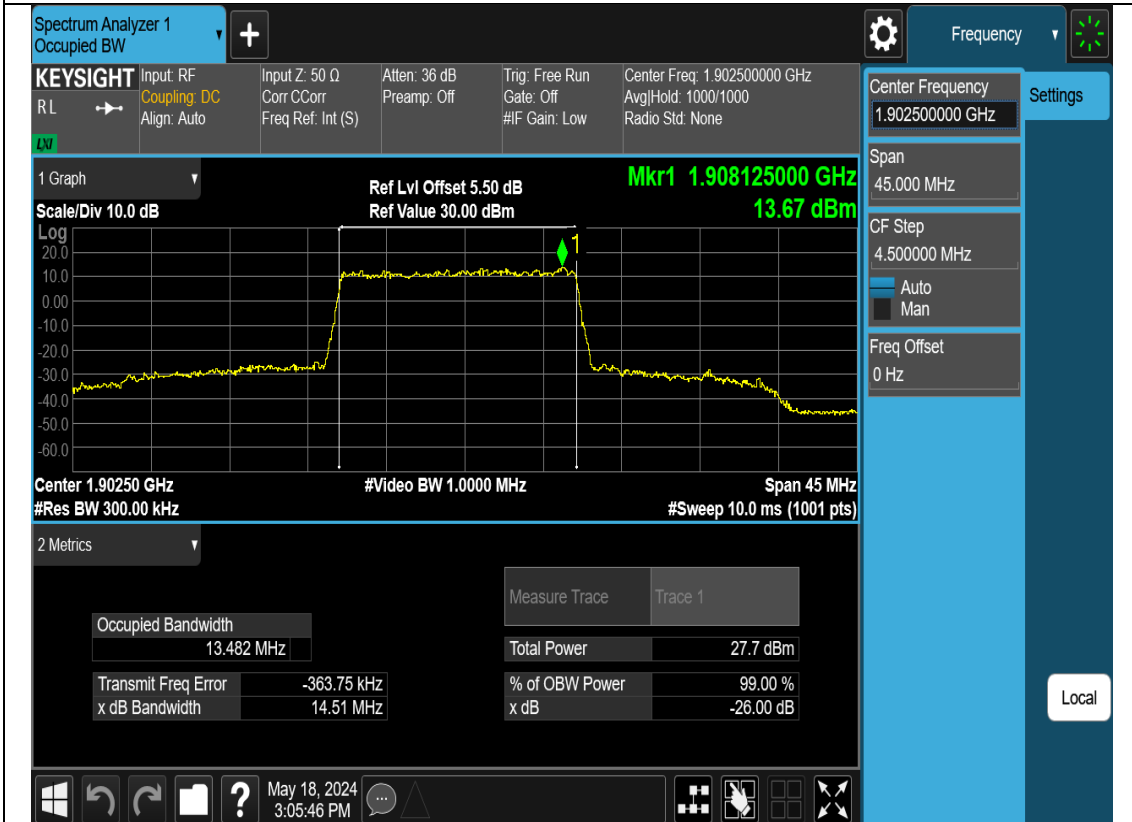 Spectrum Analyzer 1
Occupied BW
+
Frequency
KEYSIGHT
RL
LXI
Input: RF
Coupling: DC
Align: Auto
Input Z: 50 Ω
Corr CCorr
Freq Ref: Int (S)
Atten: 36 dB
Preamp: Off
Trig: Free Run
Gate: Off
#IF Gain: Low
Center Freq: 1.902500000 GHz
Avg|Hold: 1000/1000
Radio Std: None
Center Frequency
1.902500000 GHz
Settings
Span
45.000 MHz
CF Step
4.500000 MHz
Auto
Man
Freq Offset
0 Hz
1 Graph
Scale/Div 10.0 dB
Ref Lvl Offset 5.50 dB
Ref Value 30.00 dBm
Mkr1 1.908125000 GHz
13.67 dBm
Log
1
20.0
10.0
0.00
-10.0
-20.0
-30.0
-40.0
-50.0
-60.0
Center 1.90250 GHz
#Video BW 1.0000 MHz
Span 45 MHz
#Res BW 300.00 kHz
#Sweep 10.0 ms (1001 pts)
2 Metrics
Measure Trace Trace 1
Occupied Bandwidth
13.482 MHz
Total Power 27.7 dBm
Transmit Freq Error -363.75 kHz
% of OBW Power 99.00 %
x dB Bandwidth 14.51 MHz
x dB -26.00 dB
Local
?
May 18, 2024
3:05:46 PM